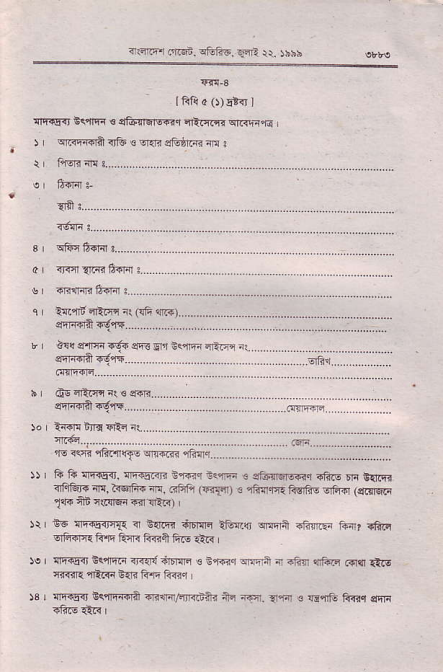 বাংলাদেশ গেজেট, অতিরিক্ত, জুলাই ২২, ১৯৯৯ ৩৮৮৩
ফরম-৪
[ বিধি ৫ (১) দ্রষ্টব্য ]
মাদকদ্রব্য উৎপাদন ও প্রক্রিয়াজাতকরণ লাইসেন্সের আবেদনপত্র।
১। আবেদনকারী ব্যক্তি ও তাহার প্রতিষ্ঠানের নাম ঃ
২। পিতার নাম ঃ
৩। ঠিকানা ঃ-
স্থায়ী ঃ
বর্তমান ঃ
৪। অফিস ঠিকানা ঃ
৫। ব্যবসা স্থানের ঠিকানা ঃ
৬। কারখানার ঠিকানা ঃ
৭। ইমপোর্ট লাইসেন্স নং (যদি থাকে)
প্রদানকারী কর্তৃপক্ষ
৮। ঔষধ প্রশাসন কর্তৃক প্রদত্ত ড্রাগ উৎপাদন লাইসেন্স নং
প্রদানকারী কর্তৃপক্ষ তারিখ
মেয়াদকাল
৯। ট্রেড লাইসেন্স নং ও প্রকার
প্রদানকারী কর্তৃপক্ষ মেয়াদকাল
১০। ইনকাম ট্যাক্স ফাইল নং
সার্কেল জোন
গত বৎসর পরিশোধকৃত আয়করের পরিমাণ
১১। কি কি মাদকদ্রব্য, মাদকদ্রব্যের উপকরণ উৎপাদন ও প্রক্রিয়াজাতকরণ করিতে চান উহাদের
বাণিজ্যিক নাম, বৈজ্ঞানিক নাম, রেসিপি (ফরমূলা) ও পরিমাণসহ বিস্তারিত তালিকা (প্রয়োজনে
পৃথক সীট সংযোজন করা যাইবে)।
১২। উক্ত মাদকদ্রব্যসমূহ বা উহাদের কাঁচামাল ইতিমধ্যে আমদানী করিয়াছেন কিনা? করিলে
তালিকাসহ বিশদ হিসাব বিবরণী দিতে হইবে।
১৩। মাদকদ্রব্য উৎপাদনে ব্যবহার্য কাঁচামাল ও উপকরণ আমদানী না করিয়া থাকিলে কোথা হইতে
সরবরাহ পাইবেন উহার বিশদ বিবরণ।
১৪। মাদকদ্রব্য উৎপাদনকারী কারখানা/ল্যাবটেরীর নীল নক্সা, স্থাপনা ও যন্ত্রপাতি বিবরণ প্রদান
করিতে হইবে।